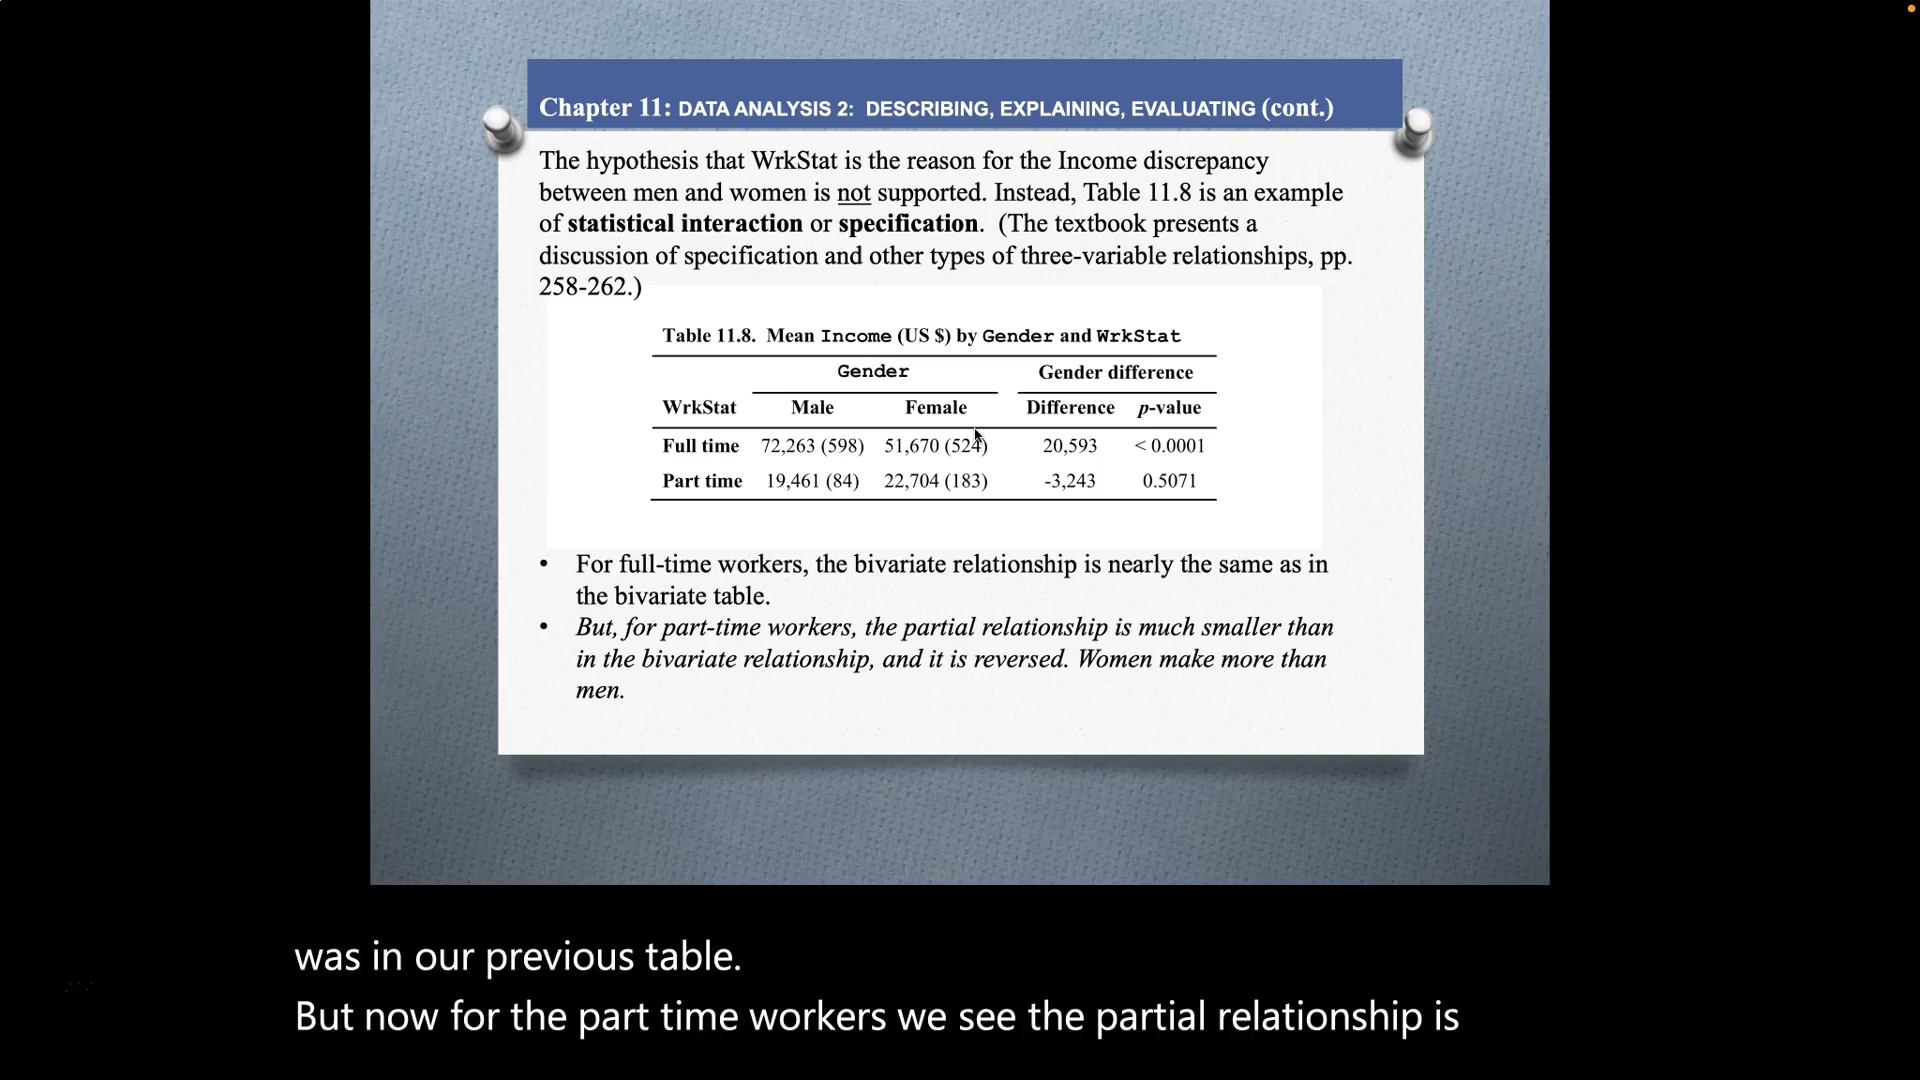 Chapter 11: DATA ANALYSIS 2: DESCRIBING, EXPLAINING, EVALUATING (cont.)
The hypothesis that WrkStat is the reason for the Income discrepancy
between men and women is not supported. Instead, Table 11.8 is an example
of statistical interaction or specification. (The textbook presents a
discussion of specification and other types of three-variable relationships, pp.
258-262.)
Table 11.8. Mean Income (US $) by Gender and WrkStat
Gender Gender difference
WrkStat Male Female Difference p-value
Full time 72,263 (598) 51,670 (524) 20,593 < 0.0001
Part time 19,461 (84) 22,704 (183) -3,243 0.5071
• For full-time workers, the bivariate relationship is nearly the same as in
the bivariate table.
• But, for part-time workers, the partial relationship is much smaller than
in the bivariate relationship, and it is reversed. Women make more than
men.
was in our previous table.
But now for the part time workers we see the partial relationship is